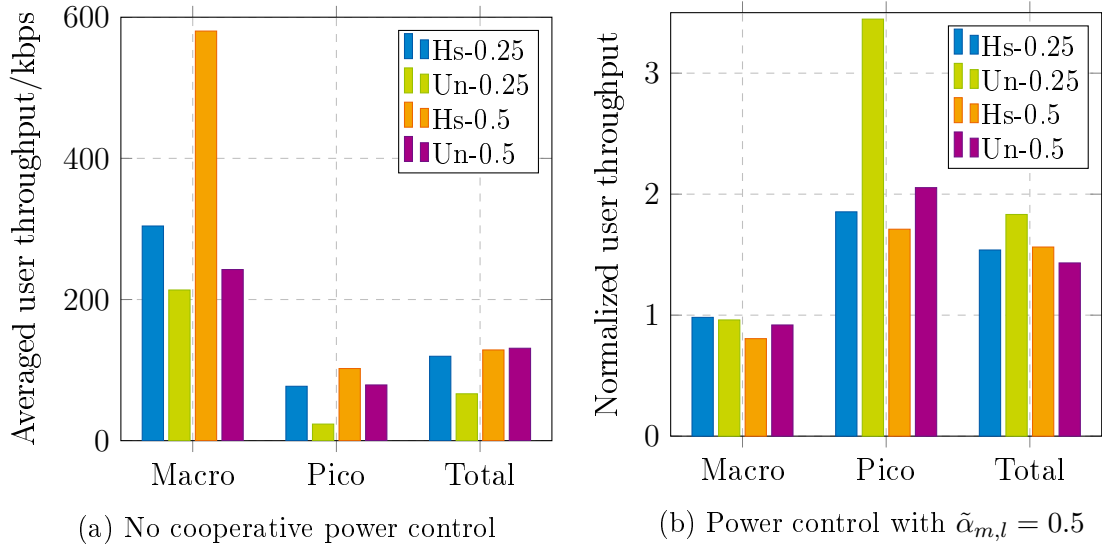 Averaged user throughput/kbps
600
400
200
0
Hs-0.25
Un-0.25
Hs-0.5
Un-0.5
Macro Pico Total
(a) No cooperative power control
Normalized user throughput
3
2
1
0
Hs-0.25
Un-0.25
Hs-0.5
Un-0.5
Macro Pico Total
(b) Power control with α̃m,l = 0.5